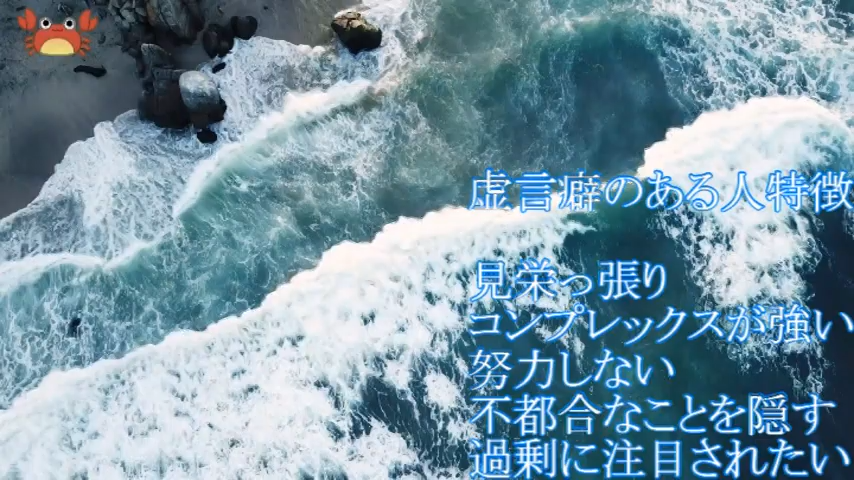 虚言癖のある人特徴
見栄っ張り
コンプレックスが強い
努力しない
不都合なことを隠す
過剰に注目されたい